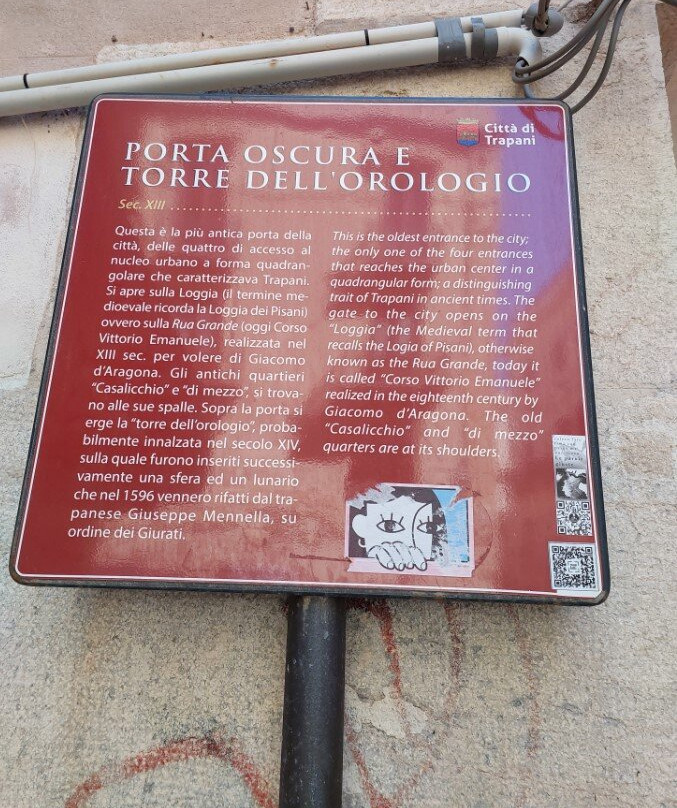 Città di
Trapani
PORTA OSCURA E
TORRE DELL'OROLOGIO
Sec. XIII
Questa è la più antica porta della
città, delle quattro di accesso al
nucleo urbano a forma quadran-
golare che caratterizzava Trapani.
Si apre sulla Loggia (il termine me-
dioevale ricorda la Loggia dei Pisani)
ovvero sulla Rua Grande (oggi Corso
Vittorio Emanuele), realizzata nel
XIII sec. per volere di Giacomo
d'Aragona. Gli antichi quartieri
"Casalicchio" e "di mezzo", si trova-
no alle sue spalle. Sopra la porta si
erge la "torre dell'orologio", proba-
bilmente innalzata nel secolo XIV,
sulla quale furono inseriti successi-
vamente una sfera ed un lunario
che nel 1596 vennero rifatti dal tra-
panese Giuseppe Mennella, su
ordine dei Giurati.
This is the oldest entrance to the city;
the only one of the four entrances
that reaches the urban center in a
quadrangular form; a distinguishing
trait of Trapani in ancient times. The
gate to the city opens on the
"Loggia" (the Medieval term that
recalls the Logia of Pisani), otherwise
known as the Rua Grande, today it
is called "Corso Vittorio Emanuele"
realized in the eighteenth century by
Giacomo d'Aragona. The old
"Casalicchio" and "di mezzo"
quarters are at its shoulders.